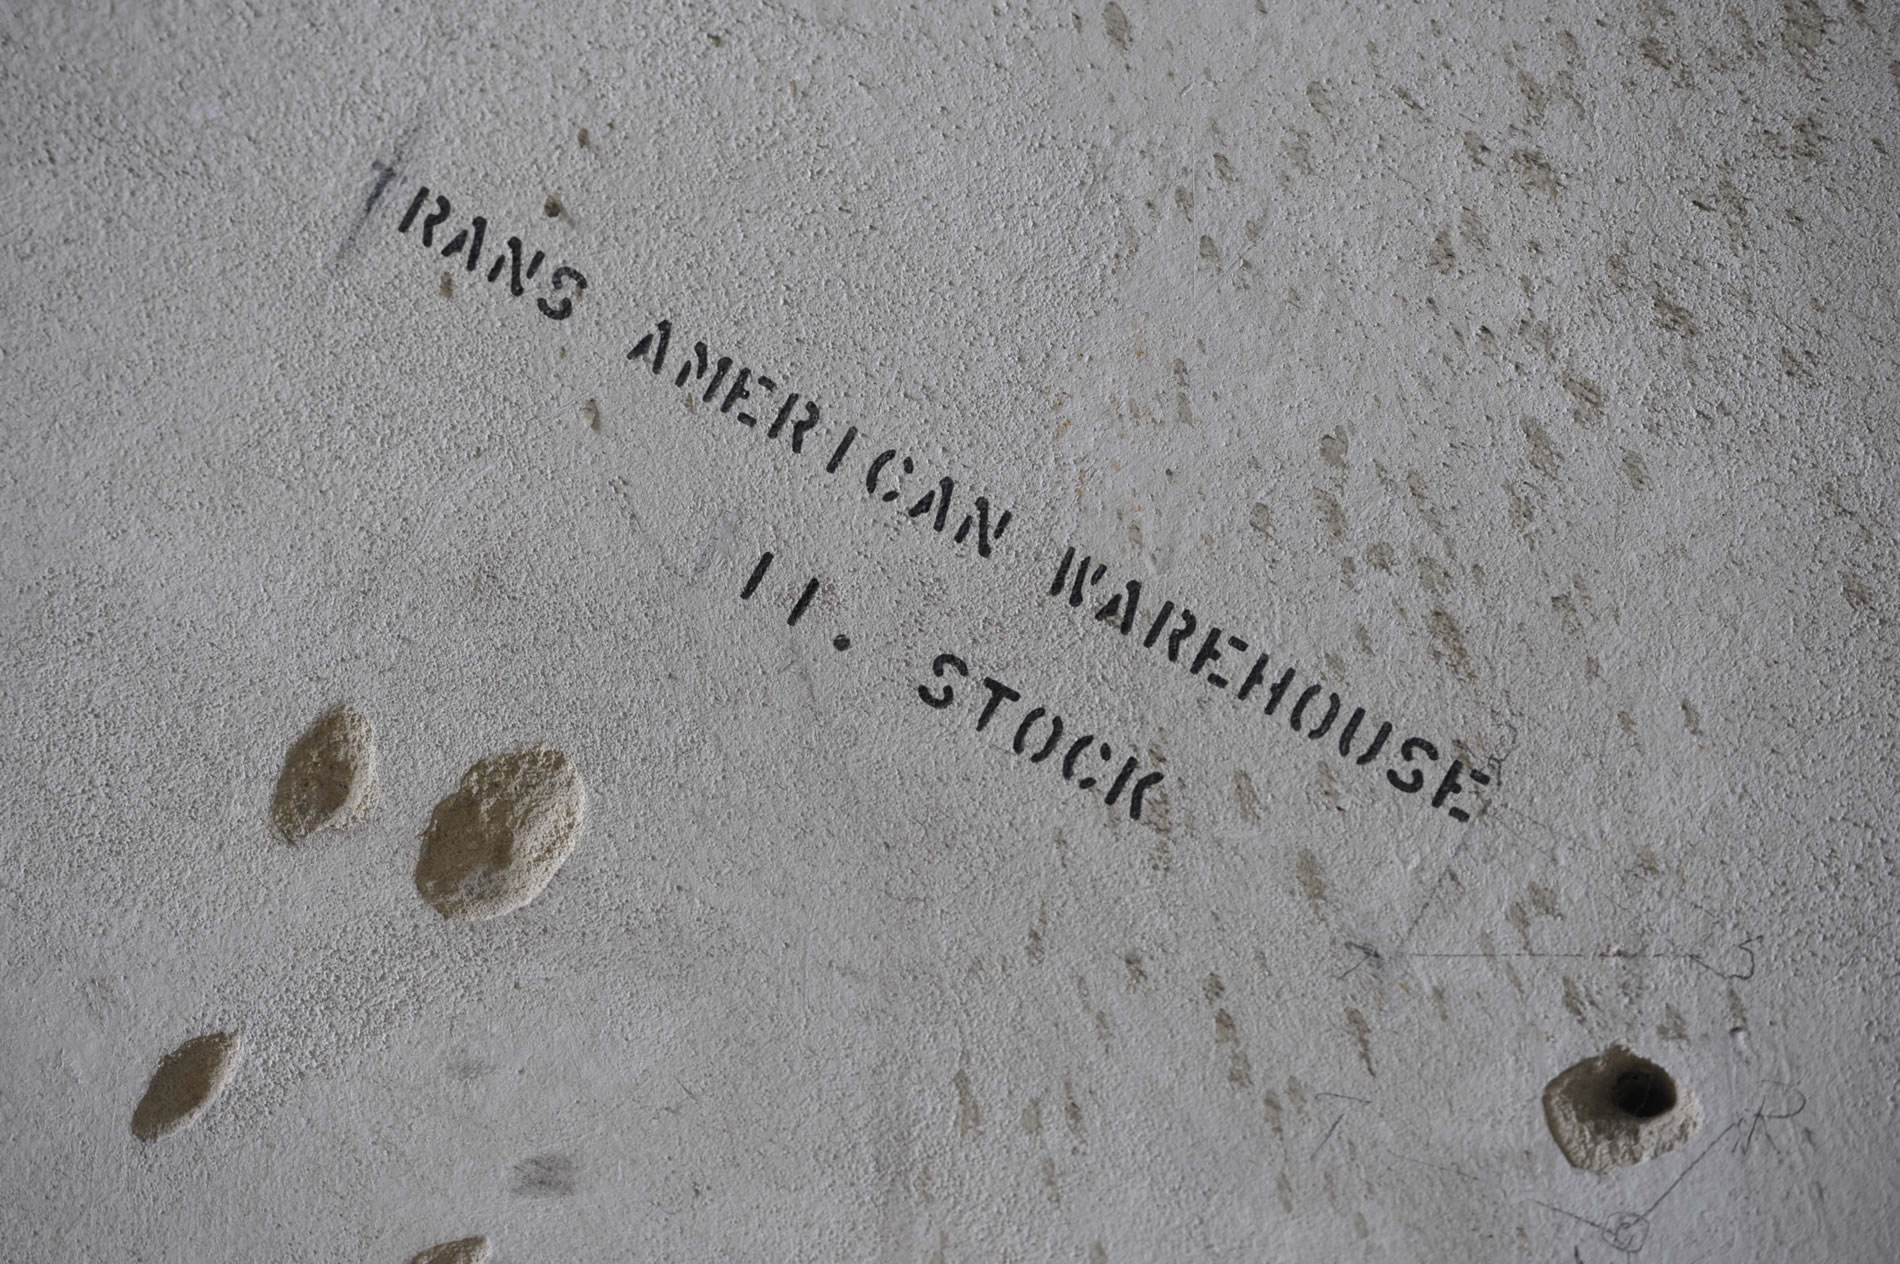 TRANS AMERICAN WAREHOUSE
II. STOCK